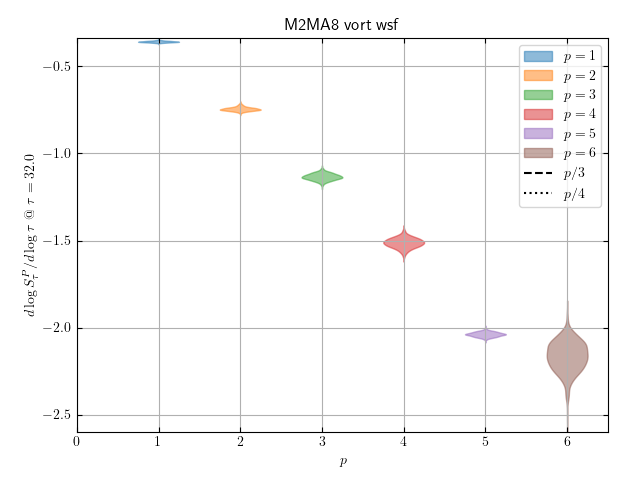 M2MA8 vort wsf
d log S_τ^P / d log τ @ τ = 32.0
−0.5
−1.0
−1.5
−2.0
−2.5
0 1 2 3 4 5 6
p
p = 1
p = 2
p = 3
p = 4
p = 5
p = 6
p/3
p/4